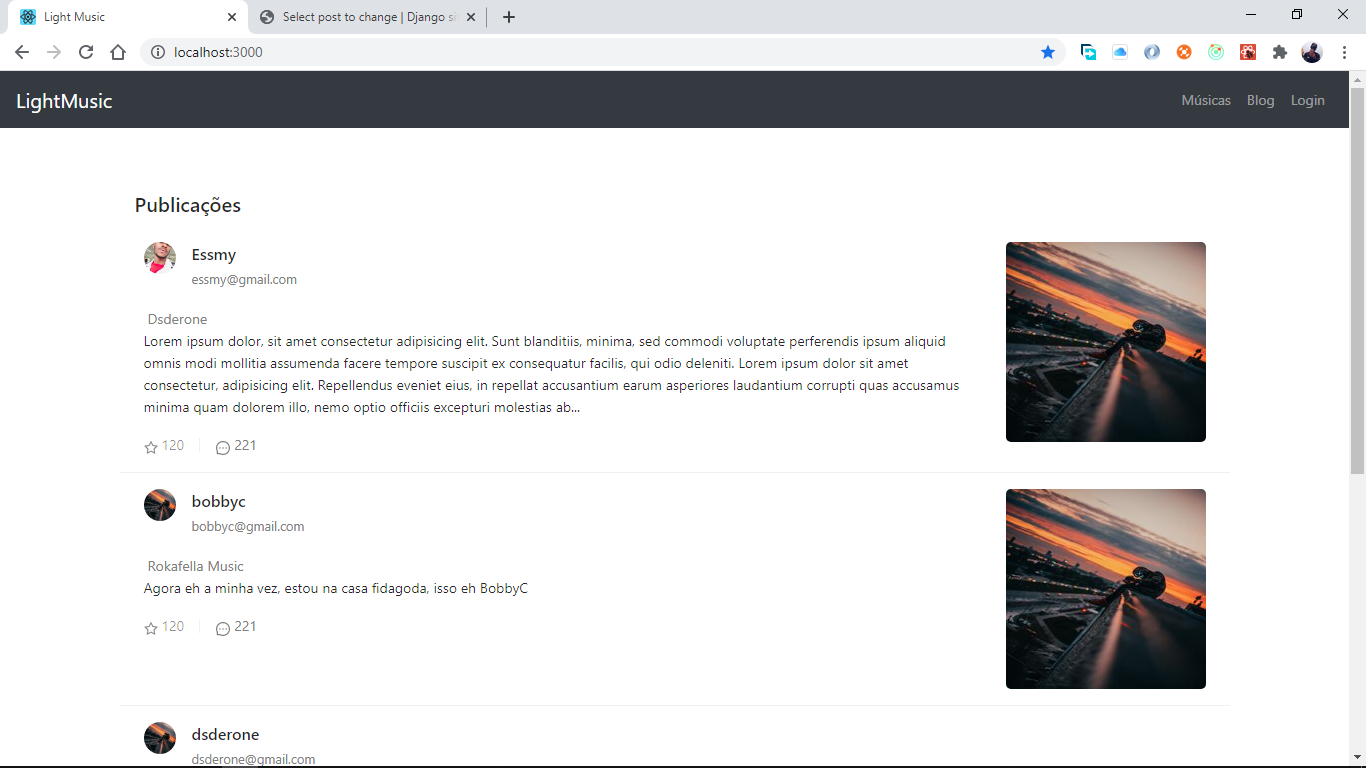 Light Music
Select post to change | Django si
localhost:3000
LightMusic
Músicas Blog Login
Publicações
Essmy
essmy@gmail.com
Dsderone
Lorem ipsum dolor, sit amet consectetur adipisicing elit. Sunt blanditiis, minima, sed commodi voluptate perferendis ipsum aliquid
omnis modi mollitia assumenda facere tempore suscipit ex consequatur facilis, qui odio deleniti. Lorem ipsum dolor sit amet
consectetur, adipisicing elit. Repellendus eveniet eius, in repellat accusantium earum asperiores laudantium corrupti quas accusamus
minima quam dolorem illo, nemo optio officiis excepturi molestias ab...
120 221
bobbyc
bobbyc@gmail.com
Rokafella Music
Agora eh a minha vez, estou na casa fidagoda, isso eh BobbyC
120 221
dsderone
dsderone@gmail.com